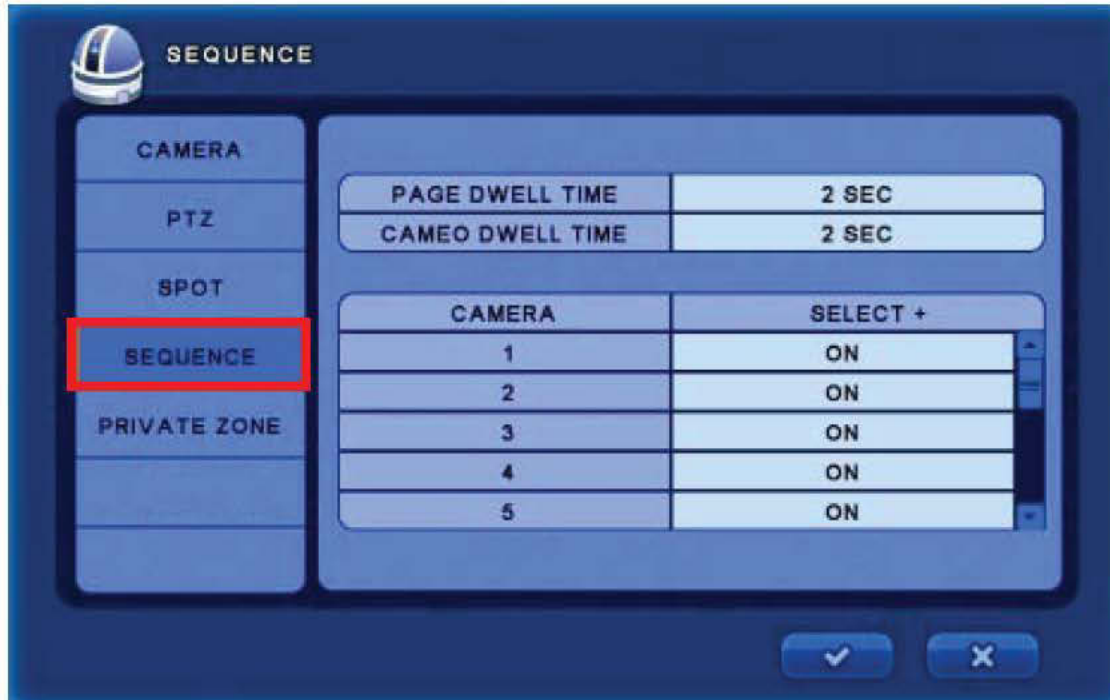 SEQUENCE
CAMERA
PTZ
SPOT
SEQUENCE
PRIVATE ZONE
PAGE DWELL TIME 2 SEC
CAMEO DWELL TIME 2 SEC
CAMERA SELECT +
1 ON
2 ON
3 ON
4 ON
5 ON